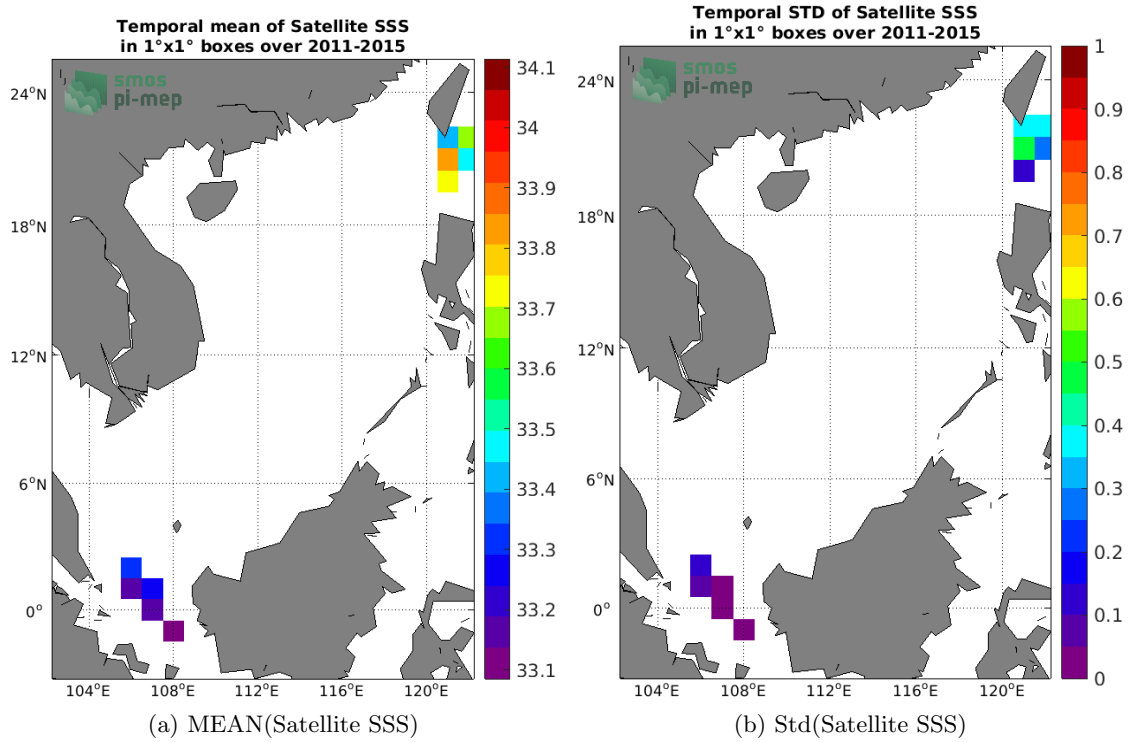 Temporal mean of Satellite SSS
in 1°x1° boxes over 2011-2015
smos
pi-mep
24°N
18°N
12°N
6°N
0°
104°E
108°E
112°E
116°E
120°E
34.1
34
33.9
33.8
33.7
33.5
33.4
33.3
33.2
33.1
(a) MEAN(Satellite SSS)
Temporal STD of Satellite SSS
in 1°x1° boxes over 2011-2015
smos
pi-mep
24°N
18°N
12°N
6°N
0°
104°E
108°E
112°E
116°E
120°E
1
0.9
0.8
0.7
0.6
0.5
0.4
0.3
0.2
0.1
0
(b) Std(Satellite SSS)